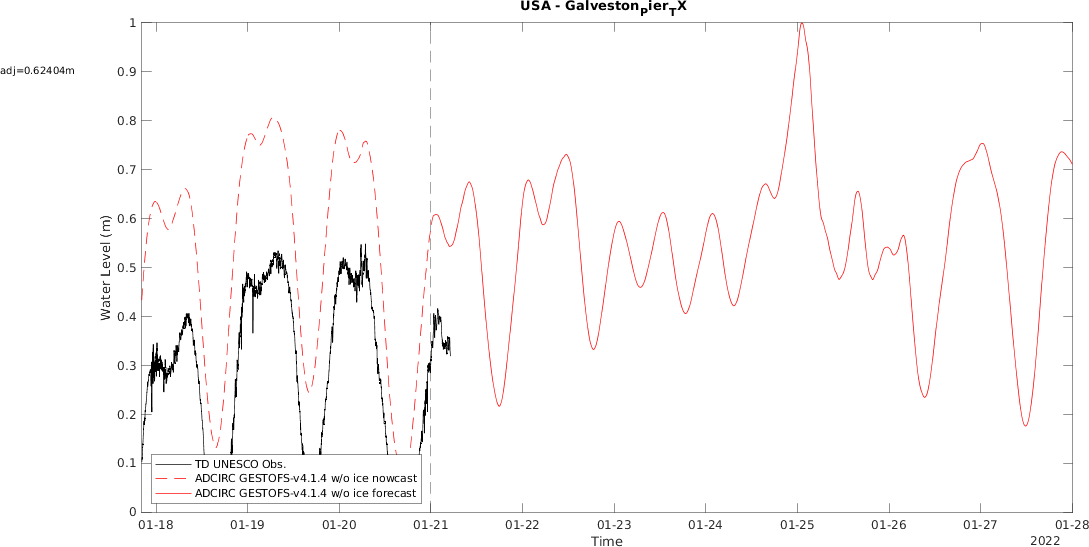 USA - Galveston_Pier_TX
adj=0.62404m
Water Level (m)
1
0.9
0.8
0.7
0.6
0.5
0.4
0.3
0.2
0.1
0
TD UNESCO Obs.
ADCIRC GESTOFS-v4.1.4 w/o ice nowcast
ADCIRC GESTOFS-v4.1.4 w/o ice forecast
01-18 01-19 01-20 01-21 01-22 01-23 01-24 01-25 01-26 01-27 01-28
Time
2022